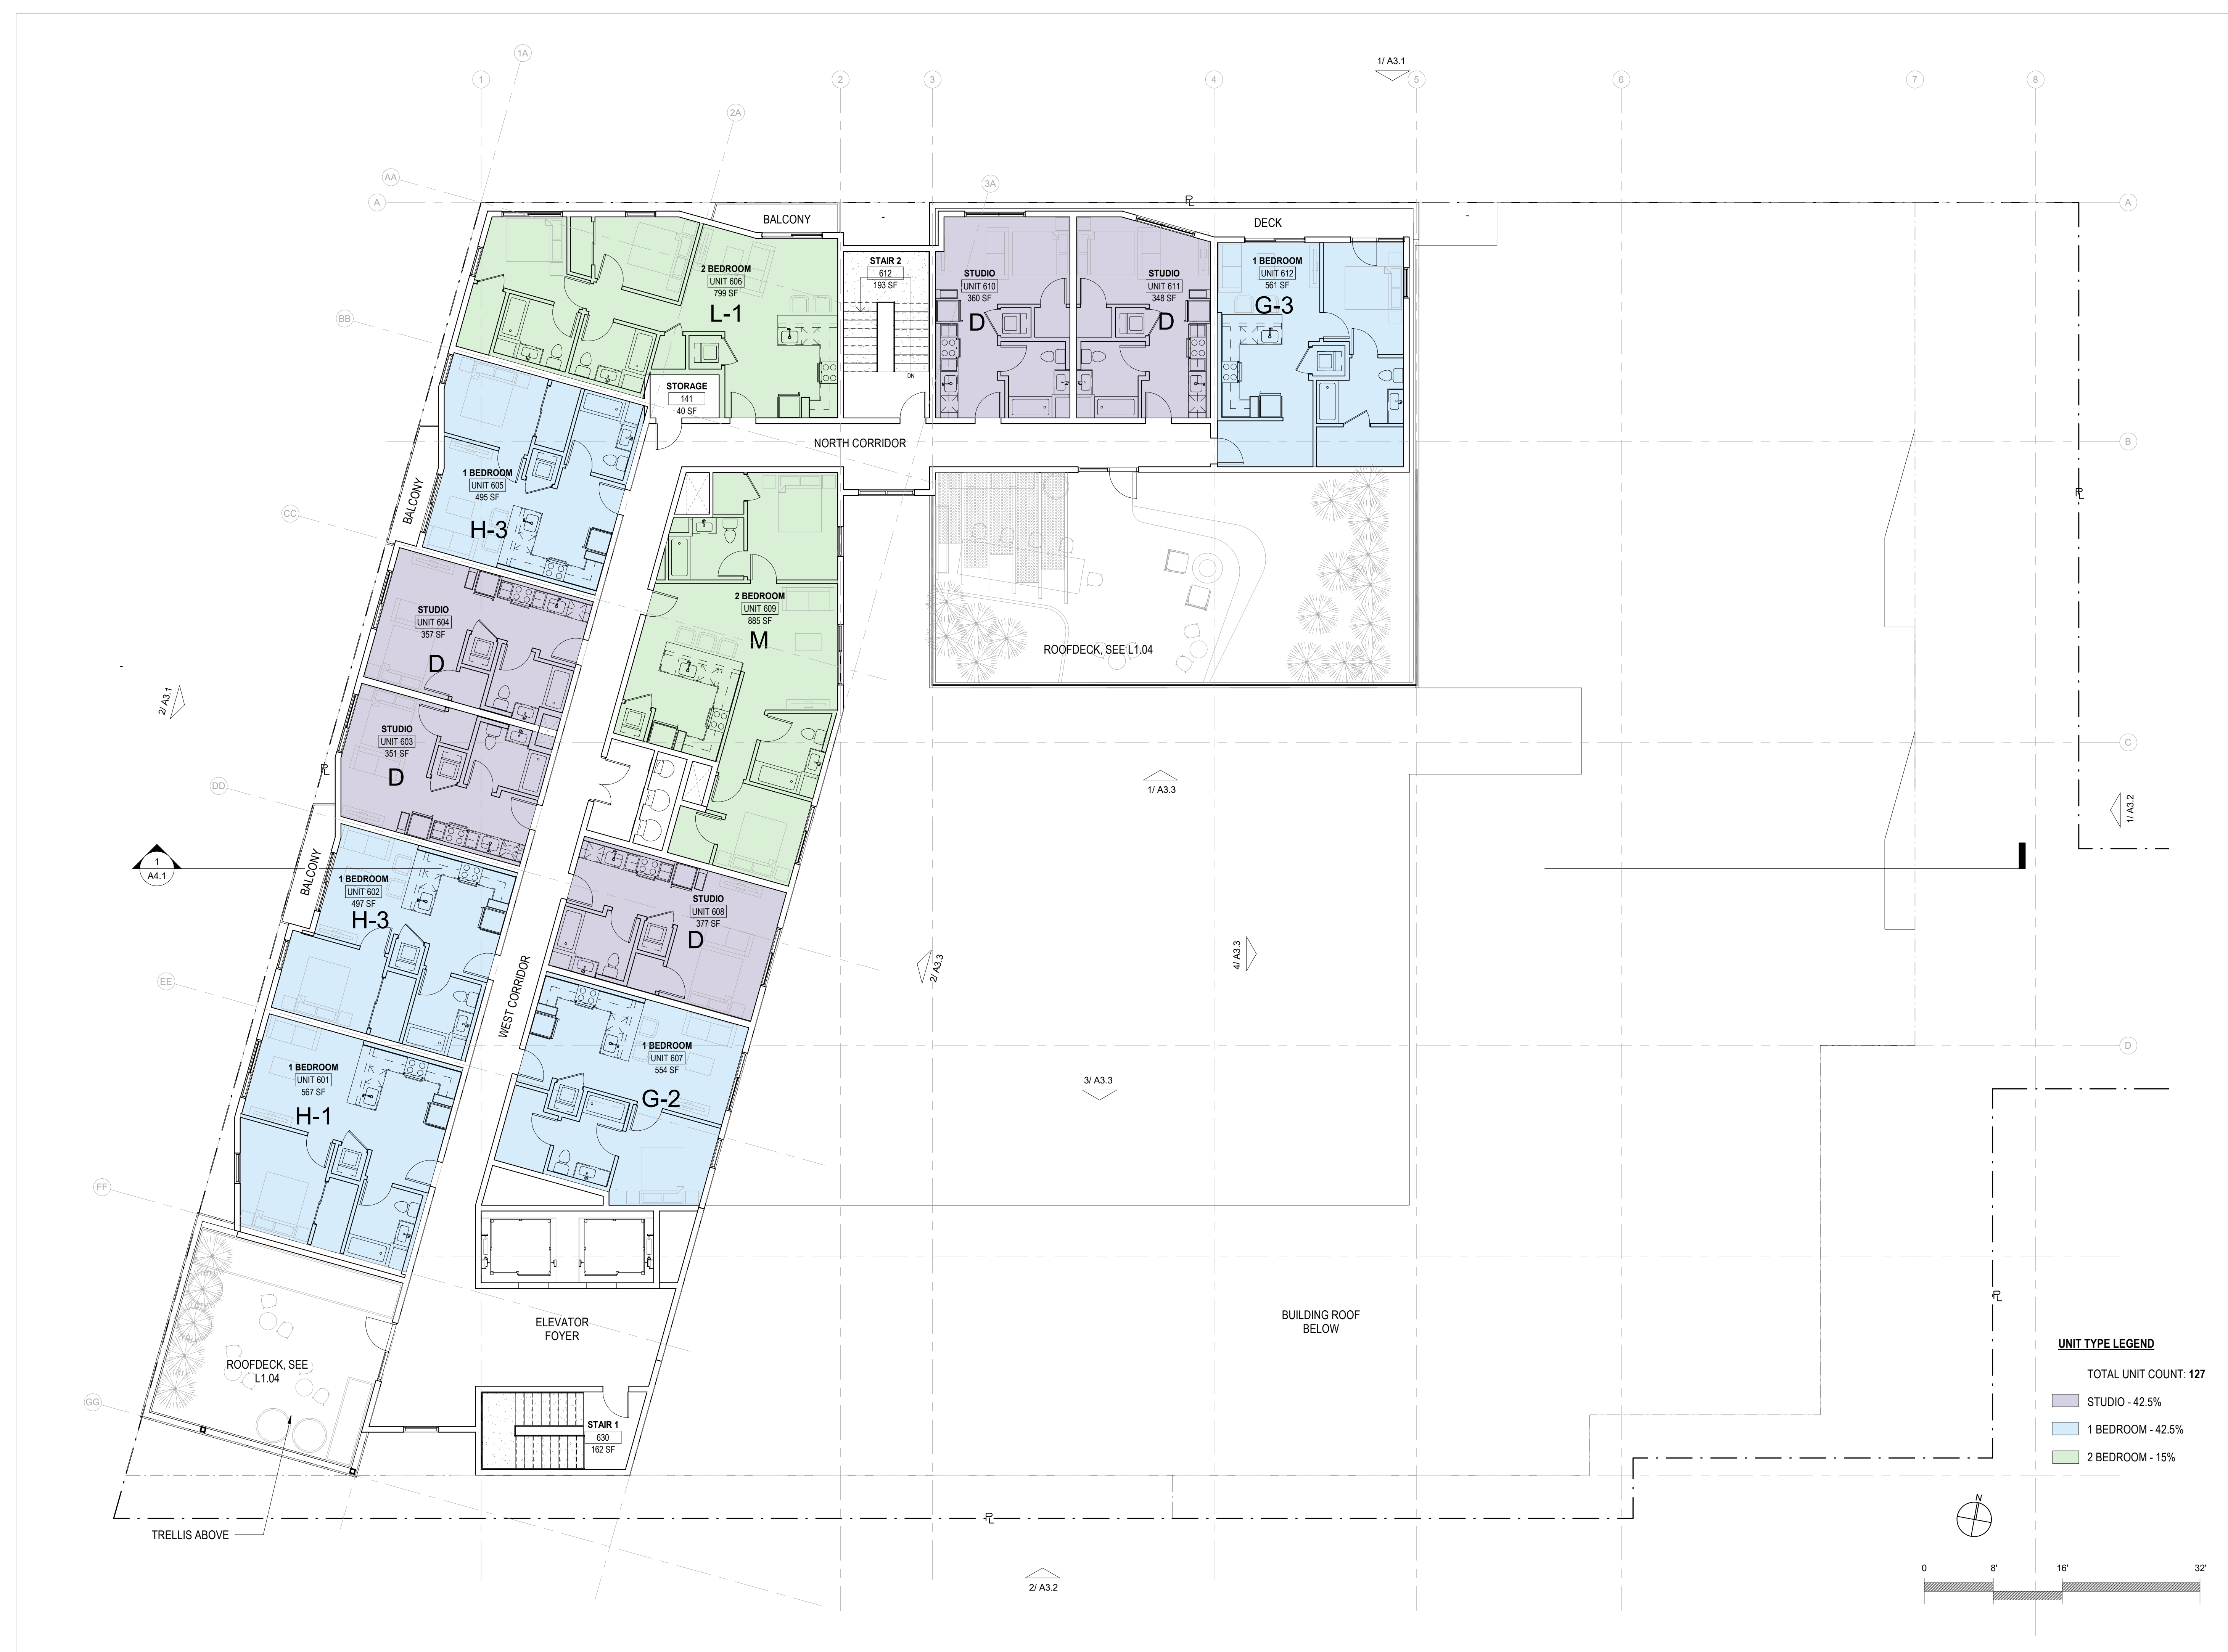 1/ A3.1
1A
1
2
3
4
5
6
7
8
2A
AA
3A
A
A
BALCONY
DECK
STAIR 2
612
193 SF
2 BEDROOM
UNIT 606
799 SF
L-1
STUDIO
UNIT 610
360 SF
D
STUDIO
UNIT 611
348 SF
D
1 BEDROOM
UNIT 612
561 SF
G-3
BB
DN
STORAGE
141
40 SF
NORTH CORRIDOR
B
1 BEDROOM
UNIT 605
495 SF
H-3
BALCONY
CC
STUDIO
UNIT 604
357 SF
D
2 BEDROOM
UNIT 609
885 SF
M
ROOFDECK, SEE L1.04
2/ A3.1
STUDIO
UNIT 603
351 SF
D
C
DD
1/ A3.3
1/ A3.2
1
A4.1
BALCONY
1 BEDROOM
UNIT 602
497 SF
H-3
STUDIO
UNIT 608
377 SF
D
EE
WEST CORRIDOR
2/ A3.3
4/ A3.3
1 BEDROOM
UNIT 607
554 SF
G-2
D
1 BEDROOM
UNIT 601
567 SF
H-1
3/ A3.3
FF
ELEVATOR
FOYER
BUILDING ROOF
BELOW
ROOFDECK, SEE
L1.04
GG
STAIR 1
630
162 SF
TRELLIS ABOVE
2/ A3.2
UNIT TYPE LEGEND
TOTAL UNIT COUNT: 127
STUDIO - 42.5%
1 BEDROOM - 42.5%
2 BEDROOM - 15%
N
0 8' 16' 32'
PL
PL
PL
PL
PL